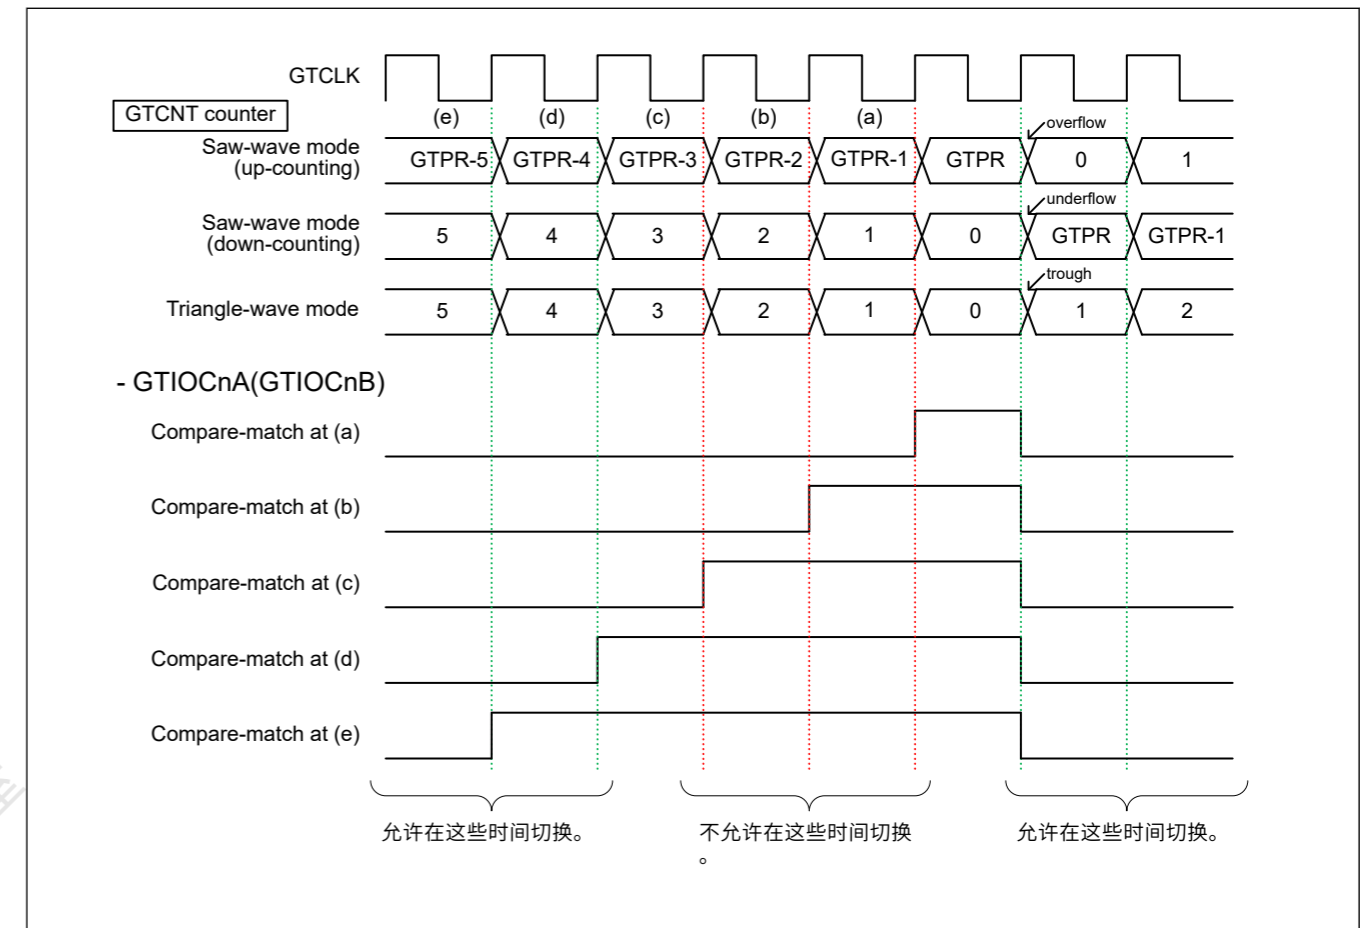 GTCLK
GTCNT counter
(e) (d) (c) (b) (a)
overflow
Saw-wave mode
(up-counting)
GTPR-5 GTPR-4 GTPR-3 GTPR-2 GTPR-1 GTPR 0 1
underflow
Saw-wave mode
(down-counting)
5 4 3 2 1 0 GTPR GTPR-1
trough
Triangle-wave mode
5 4 3 2 1 0 1 2
- GTIOCnA(GTIOCnB)
Compare-match at (a)
Compare-match at (b)
Compare-match at (c)
Compare-match at (d)
Compare-match at (e)
允许在这些时间切换。
不允许在这些时间切换
。
允许在这些时间切换。